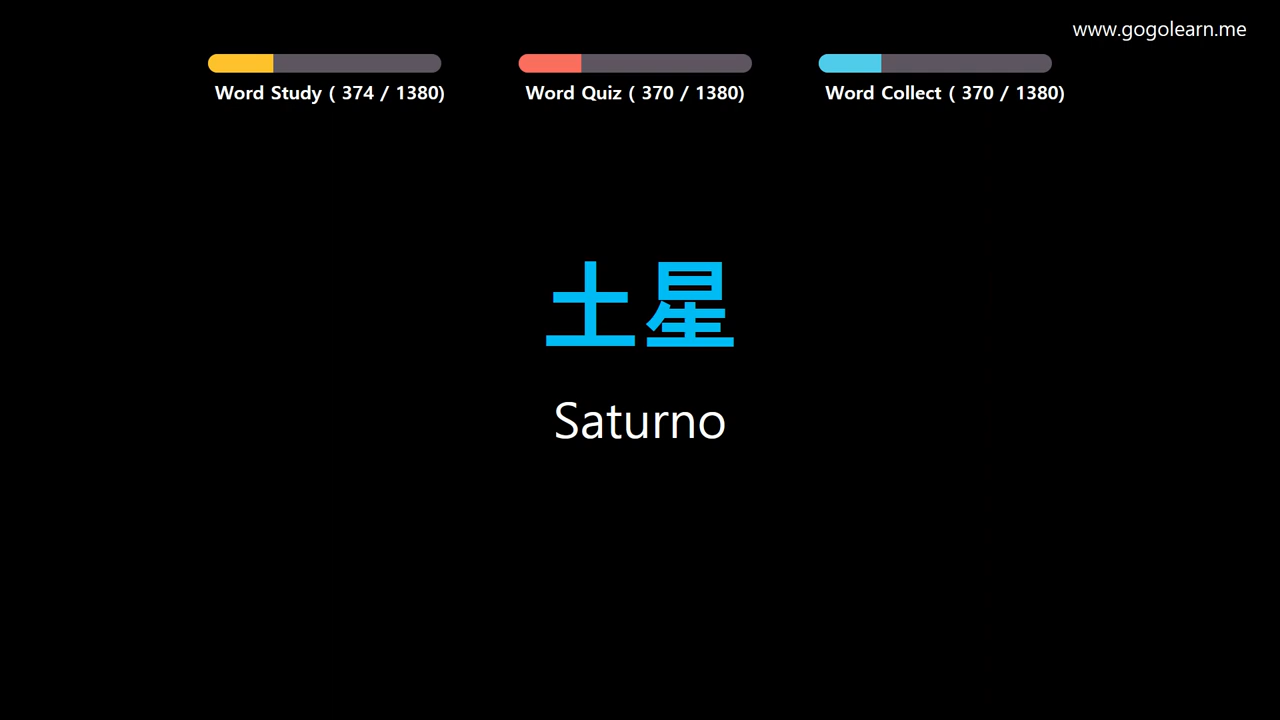 www.gogolearn.me
Word Study ( 374 / 1380)
Word Quiz ( 370 / 1380)
Word Collect ( 370 / 1380)
土星
Saturno